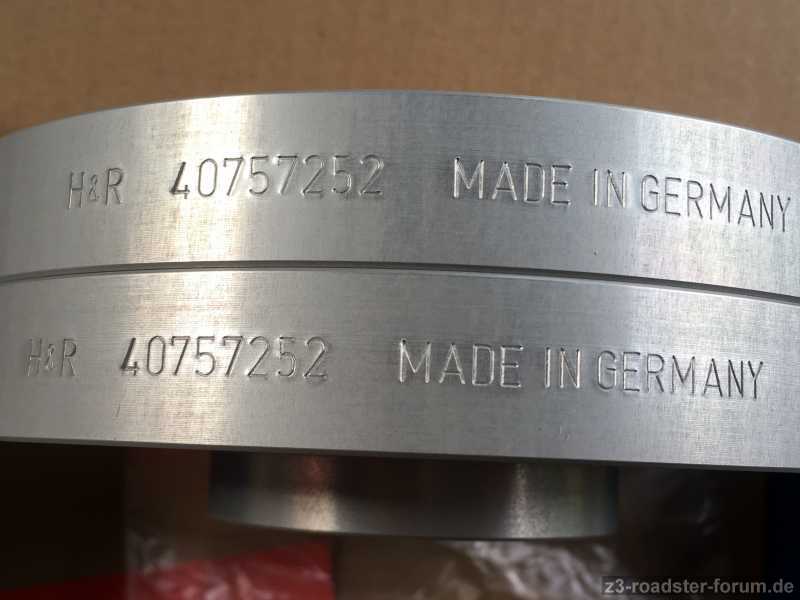 H&R 40757252 MADE IN GERMANY
H&R 40757252 MADE IN GERMANY
z3-roadster-forum.de